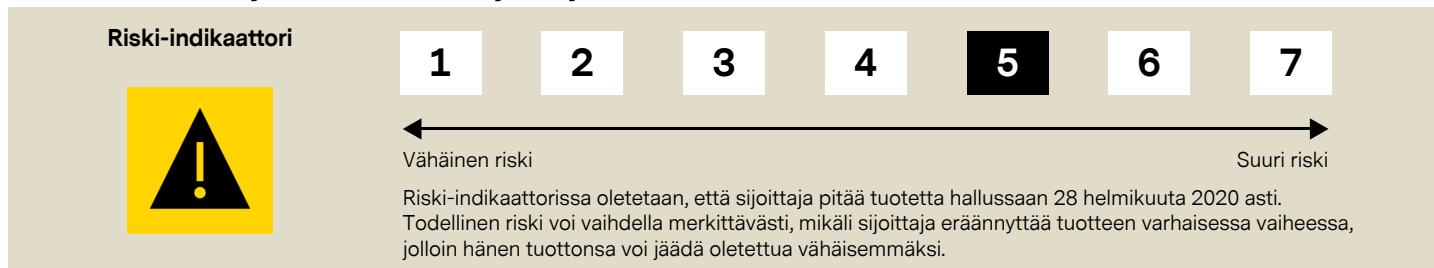 Riski-indikaattori
1 2 3 4 5 6 7
Vähäinen riski Suuri riski
Riski-indikaattorissa oletetaan, että sijoittaja pitää tuotetta hallussaan 28 helmikuuta 2020 asti.
Todellinen riski voi vaihdella merkittävästi, mikäli sijoittaja eräännyttää tuotteen varhaisessa vaiheessa,
jolloin hänen tuottonsa voi jäädä oletettua vähäisemmäksi.